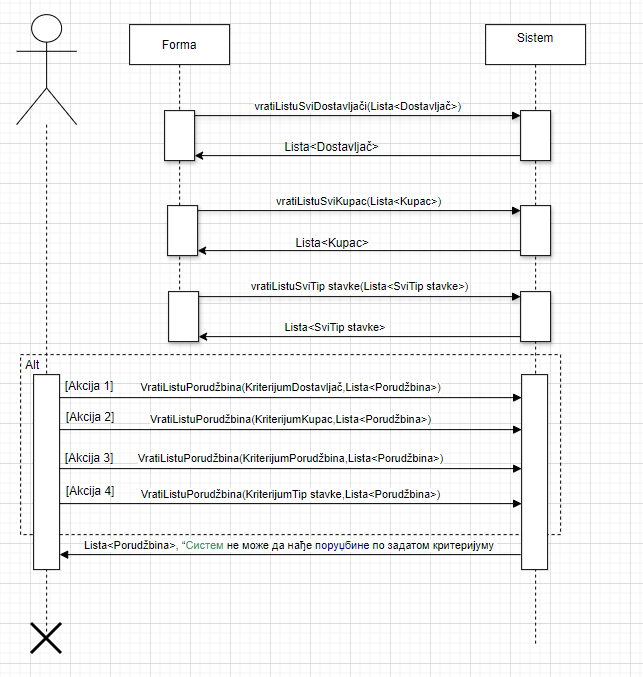 Forma
Sistem
vratiListuSviDostavljači(Lista<Dostavljač>)
Lista<Dostavljač>
vratiListuSviKupac(Lista<Kupac>)
Lista<Kupac>
vratiListuSviTip stavke(Lista<SviTip stavke>)
Lista<SviTip stavke>
Alt
[Akcija 1] VratiListuPorudžbina(KriterijumDostavljač,Lista<Porudžbina>)
[Akcija 2] VratiListuPorudžbina(KriterijumKupac,Lista<Porudžbina>)
[Akcija 3] VratiListuPorudžbina(KriterijumPorudžbina,Lista<Porudžbina>)
[Akcija 4] VratiListuPorudžbina(KriterijumTip stavke,Lista<Porudžbina>)
Lista<Porudžbina>, “Систем не може да нађе поруџбине по задатом критеријуму